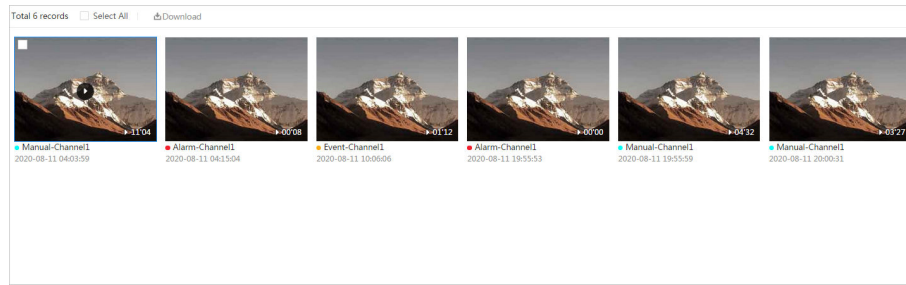 Total 6 records Select All Download
11'04 00'08 01'12 00'00 04'32 03'27
Manual-Channel1 Alarm-Channel1 Event-Channel1 Alarm-Channel1 Manual-Channel1 Manual-Channel1
2020-08-11 04:03:59 2020-08-11 04:15:04 2020-08-11 10:06:06 2020-08-11 19:55:53 2020-08-11 19:55:59 2020-08-11 20:00:31